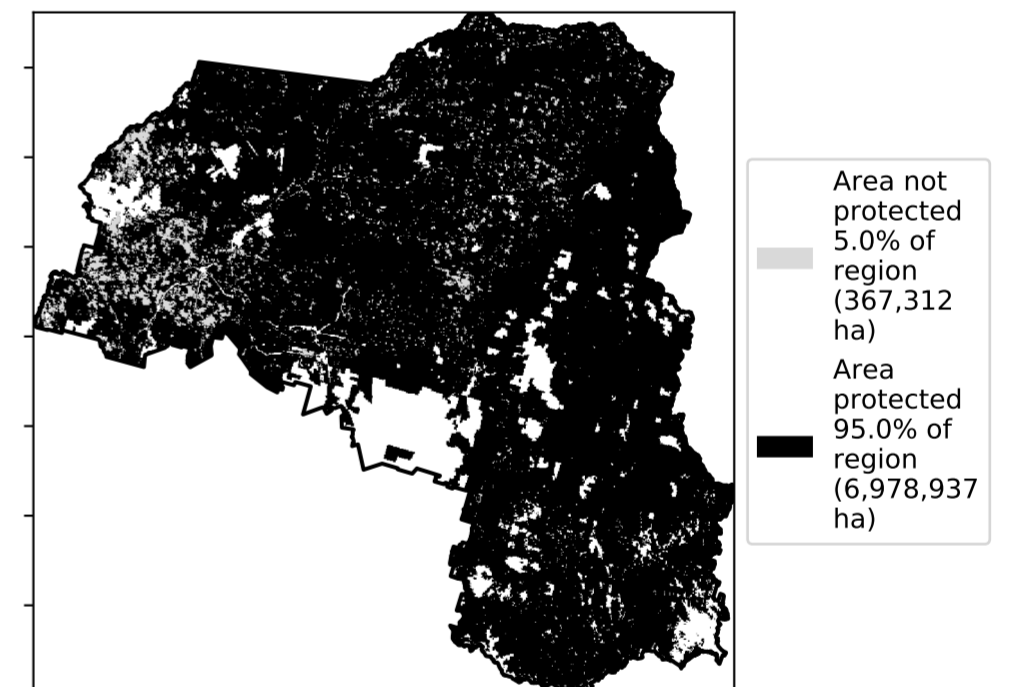 Area not
protected
5.0% of
region
(367,312
ha)
Area
protected
95.0% of
region
(6,978,937
ha)